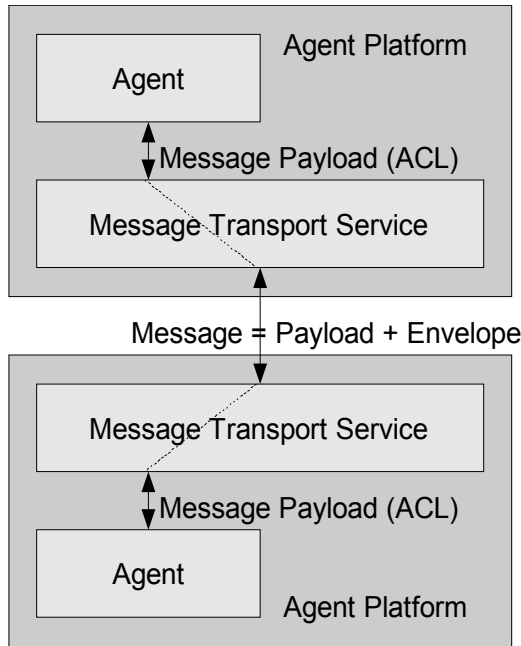 Agent Platform
Agent
Message Payload (ACL)
Message Transport Service
Message = Payload + Envelope
Message Transport Service
Message Payload (ACL)
Agent
Agent Platform